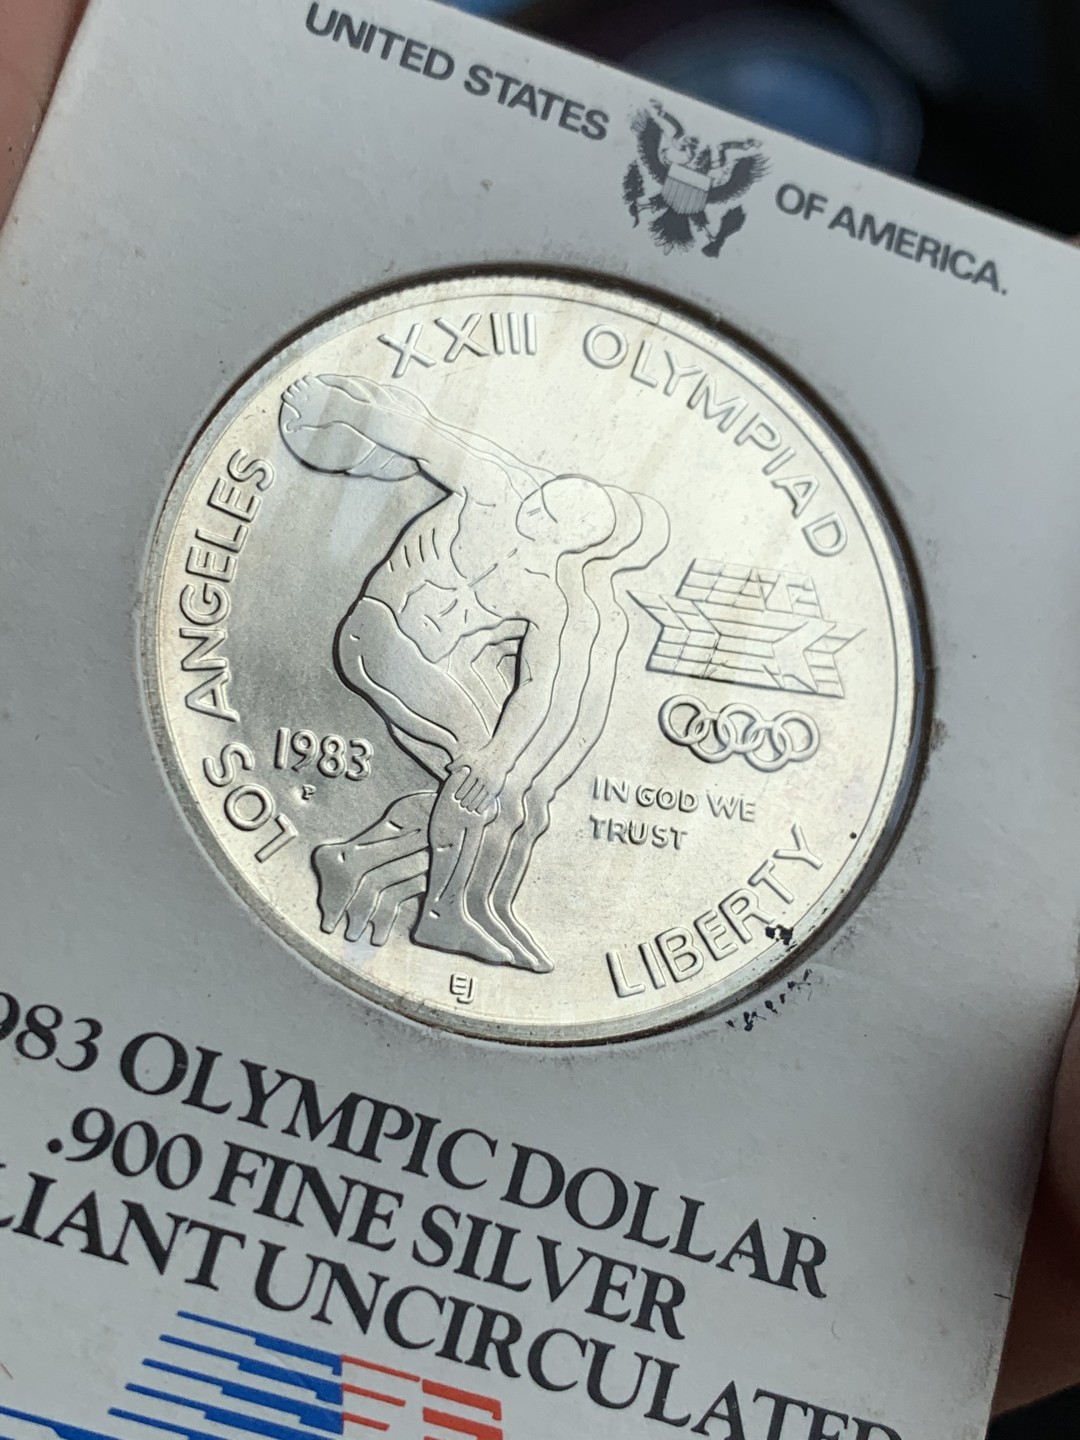 UNITED STATES OF AMERICA.
XXIII OLYMPIAD
LOS ANGELES
1983
P
IN GOD WE
TRUST
LIBERTY
EJ
983 OLYMPIC DOLLAR
.900 FINE SILVER
LIANT UNCIRCULATED